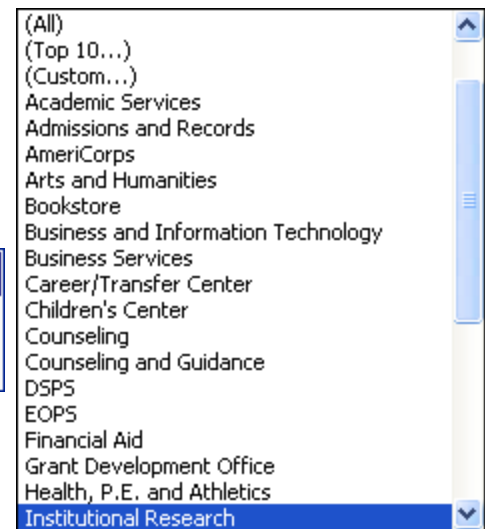 (All)
(Top 10...)
(Custom...)
Academic Services
Admissions and Records
AmeriCorps
Arts and Humanities
Bookstore
Business and Information Technology
Business Services
Career/Transfer Center
Children's Center
Counseling
Counseling and Guidance
DSPS
EOPS
Financial Aid
Grant Development Office
Health, P.E. and Athletics
Institutional Research